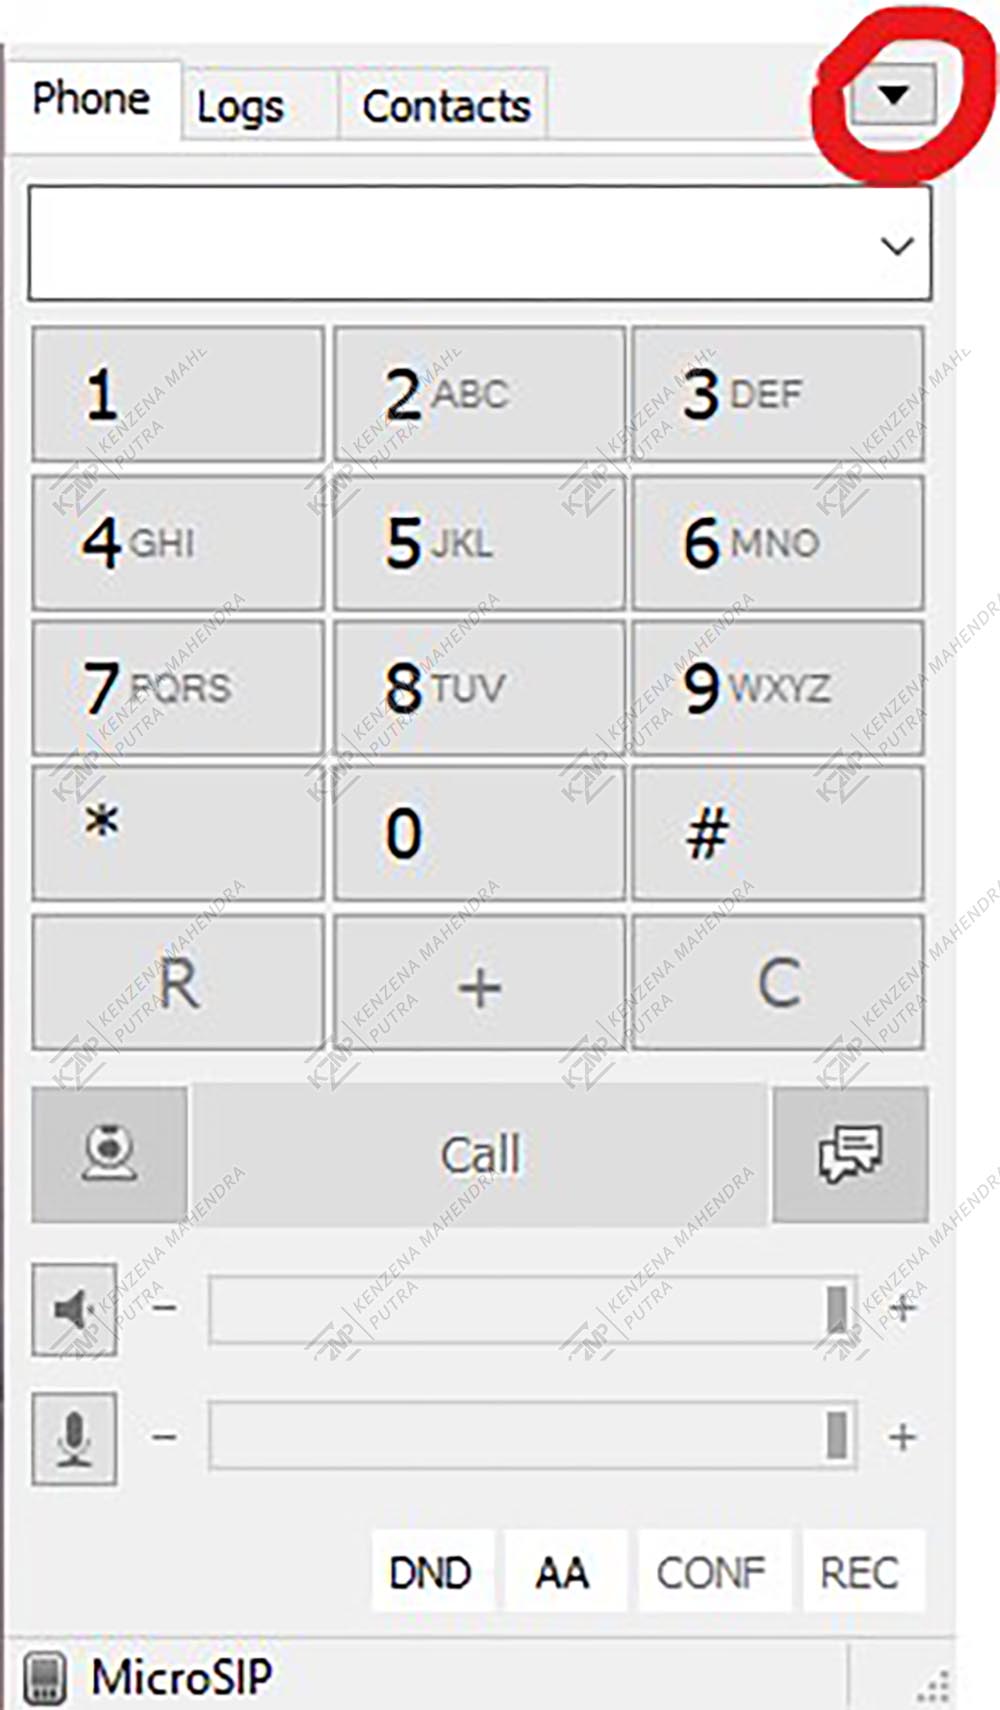 Phone Logs Contacts
1 2 ABC 3 DEF
4 GHI 5 JKL 6 MNO
7 PQRS 8 TUV 9 WXYZ
* 0 #
R + C
Call
- +
- +
DND AA CONF REC
MicroSIP
KZMP | KENZENA MAHENDRA PUTRA